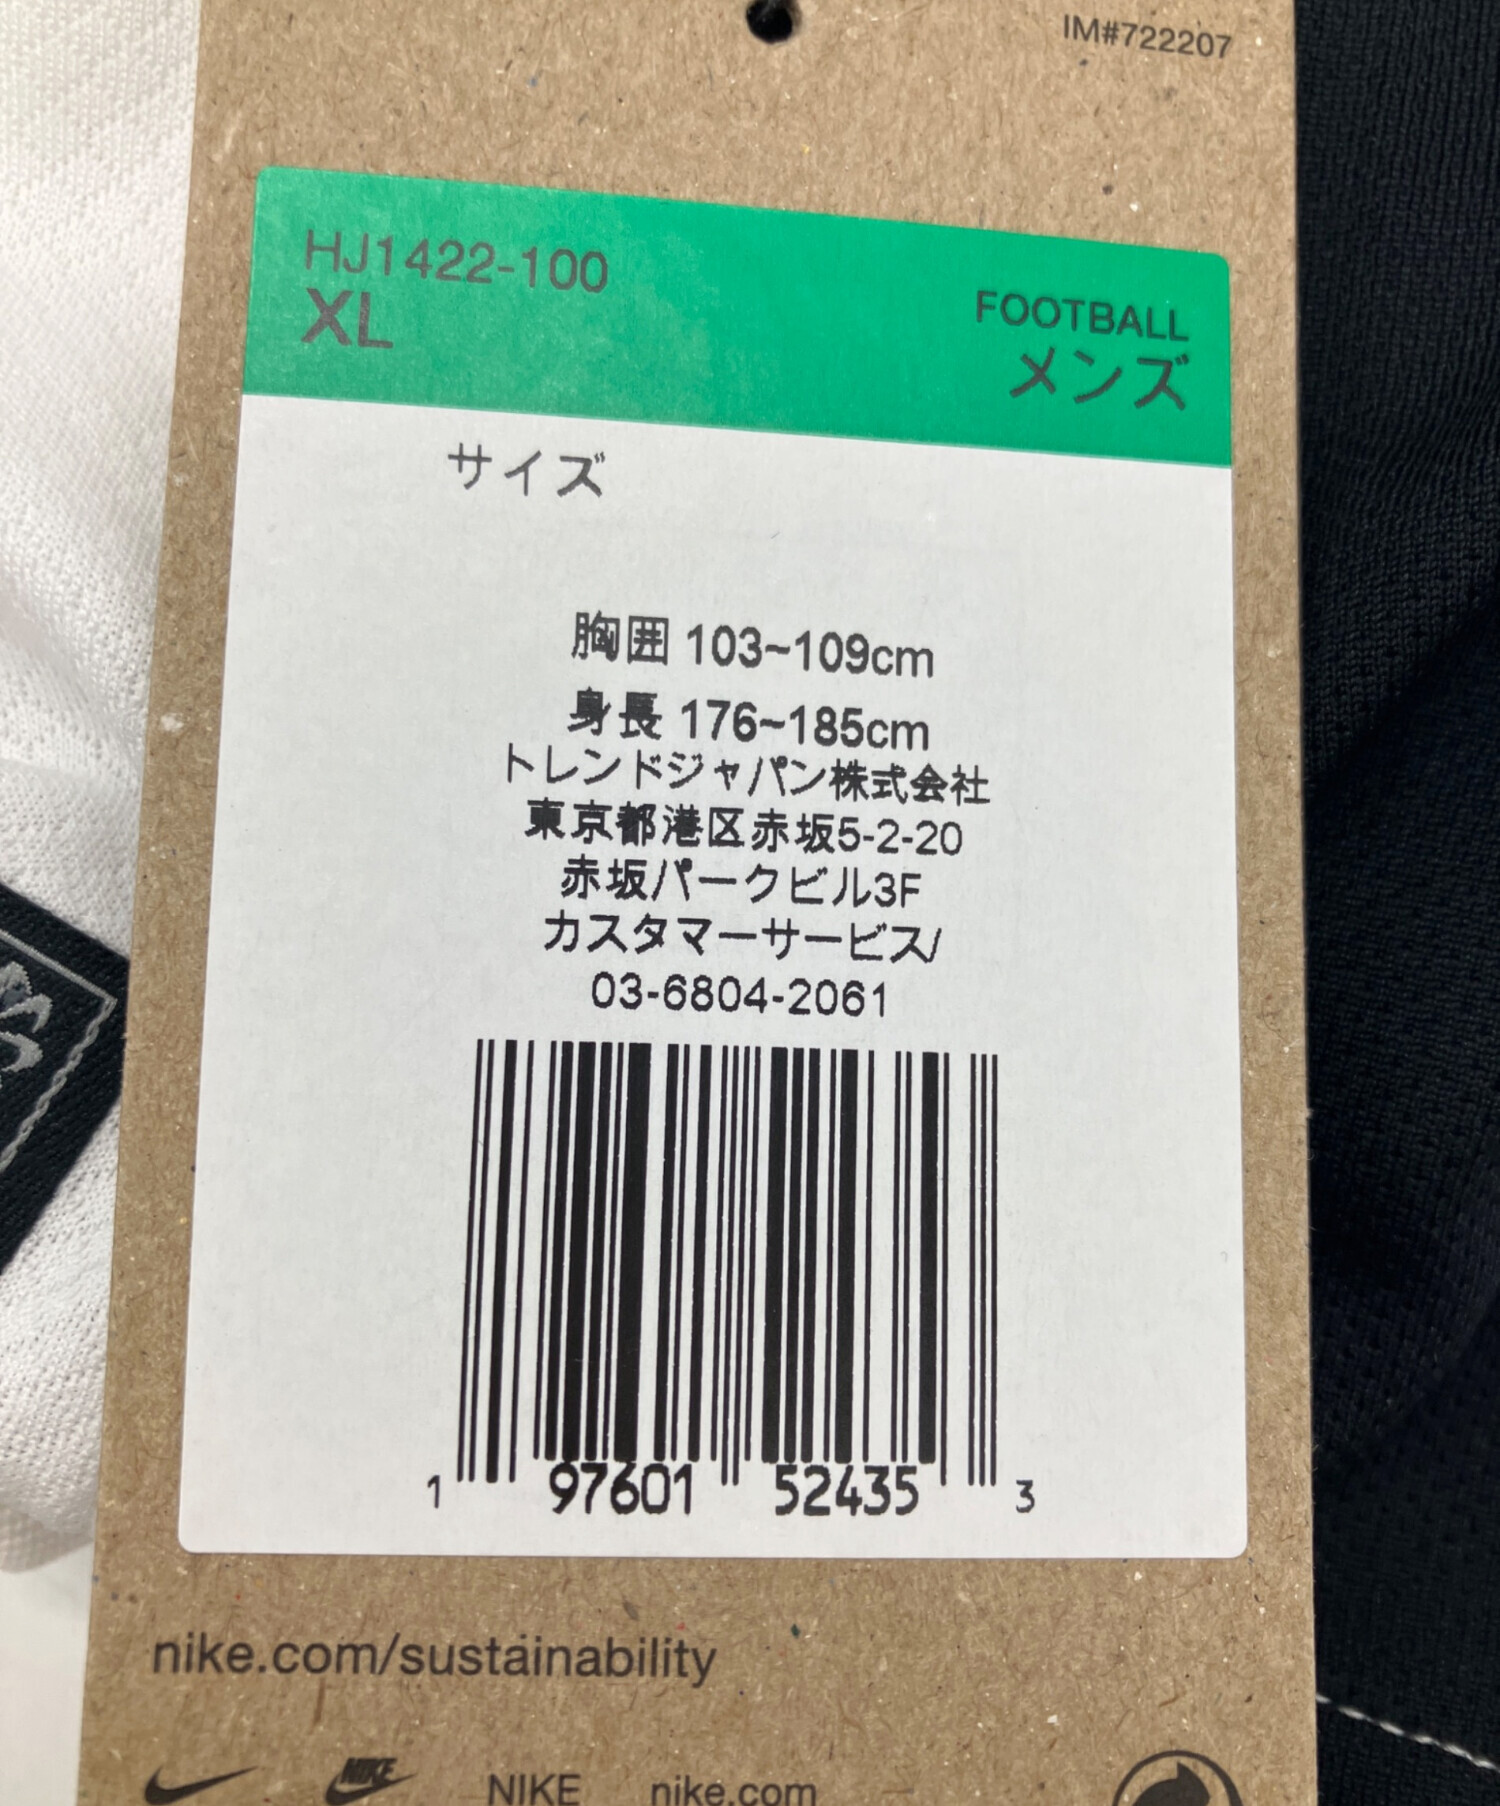 IM#722207
HJ1422-100
XL
FOOTBALL
メンズ
サイズ
胸囲 103~109cm
身長 176~185cm
トレンドジャパン株式会社
東京都港区赤坂5-2-20
赤坂パークビル3F
カスタマーサービス/
03-6804-2061
1 97601 52435 3
nike.com/sustainability
NIKE NIKE nike.com